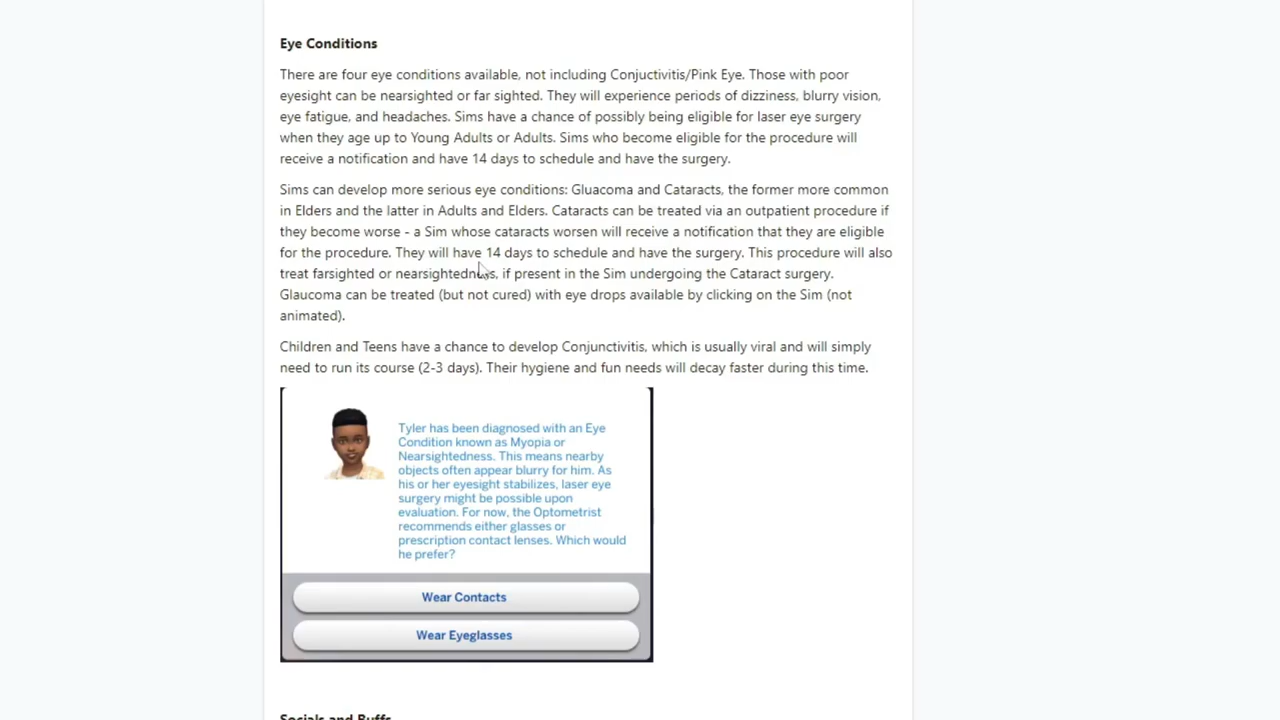 Eye Conditions
There are four eye conditions available, not including Conjuctivitis/Pink Eye. Those with poor
eyesight can be nearsighted or far sighted. They will experience periods of dizziness, blurry vision,
eye fatigue, and headaches. Sims have a chance of possibly being eligible for laser eye surgery
when they age up to Young Adults or Adults. Sims who become eligible for the procedure will
receive a notification and have 14 days to schedule and have the surgery.
Sims can develop more serious eye conditions: Gluacoma and Cataracts, the former more common
in Elders and the latter in Adults and Elders. Cataracts can be treated via an outpatient procedure if
they become worse - a Sim whose cataracts worsen will receive a notification that they are eligible
for the procedure. They will have 14 days to schedule and have the surgery. This procedure will also
treat farsighted or nearsightedness, if present in the Sim undergoing the Cataract surgery.
Glaucoma can be treated (but not cured) with eye drops available by clicking on the Sim (not
animated).
Children and Teens have a chance to develop Conjunctivitis, which is usually viral and will simply
need to run its course (2-3 days). Their hygiene and fun needs will decay faster during this time.
Tyler has been diagnosed with an Eye
Condition known as Myopia or
Nearsightedness. This means nearby
objects often appear blurry for him. As
his or her eyesight stabilizes, laser eye
surgery might be possible upon
evaluation. For now, the Optometrist
recommends either glasses or
prescription contact lenses. Which would
he prefer?
Wear Contacts
Wear Eyeglasses
Socials and Buffs